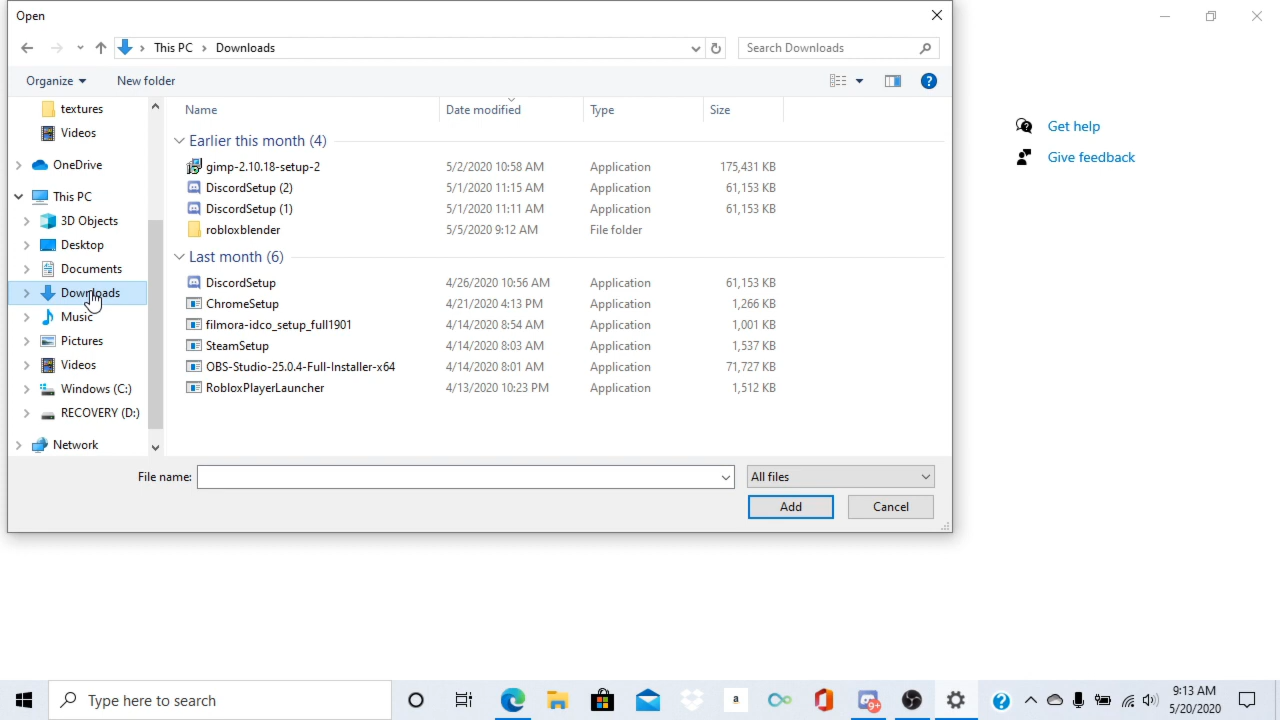 Open
This PC › Downloads
Search Downloads
Organize
New folder
Name Date modified Type Size
textures
Videos
OneDrive
This PC
3D Objects
Desktop
Documents
Downloads
Music
Pictures
Videos
Windows (C:)
RECOVERY (D:)
Network
Earlier this month (4)
gimp-2.10.18-setup-2 5/2/2020 10:58 AM Application 175,431 KB
DiscordSetup (2) 5/1/2020 11:15 AM Application 61,153 KB
DiscordSetup (1) 5/1/2020 11:11 AM Application 61,153 KB
robloxblender 5/5/2020 9:12 AM File folder
Last month (6)
DiscordSetup 4/26/2020 10:56 AM Application 61,153 KB
ChromeSetup 4/21/2020 4:13 PM Application 1,266 KB
filmora-idco_setup_full1901 4/14/2020 8:54 AM Application 1,001 KB
SteamSetup 4/14/2020 8:03 AM Application 1,537 KB
OBS-Studio-25.0.4-Full-Installer-x64 4/14/2020 8:01 AM Application 71,727 KB
RobloxPlayerLauncher 4/13/2020 10:23 PM Application 1,512 KB
File name:
All files
Add
Cancel
Get help
Give feedback
Type here to search
a
9+
9:13 AM
5/20/2020